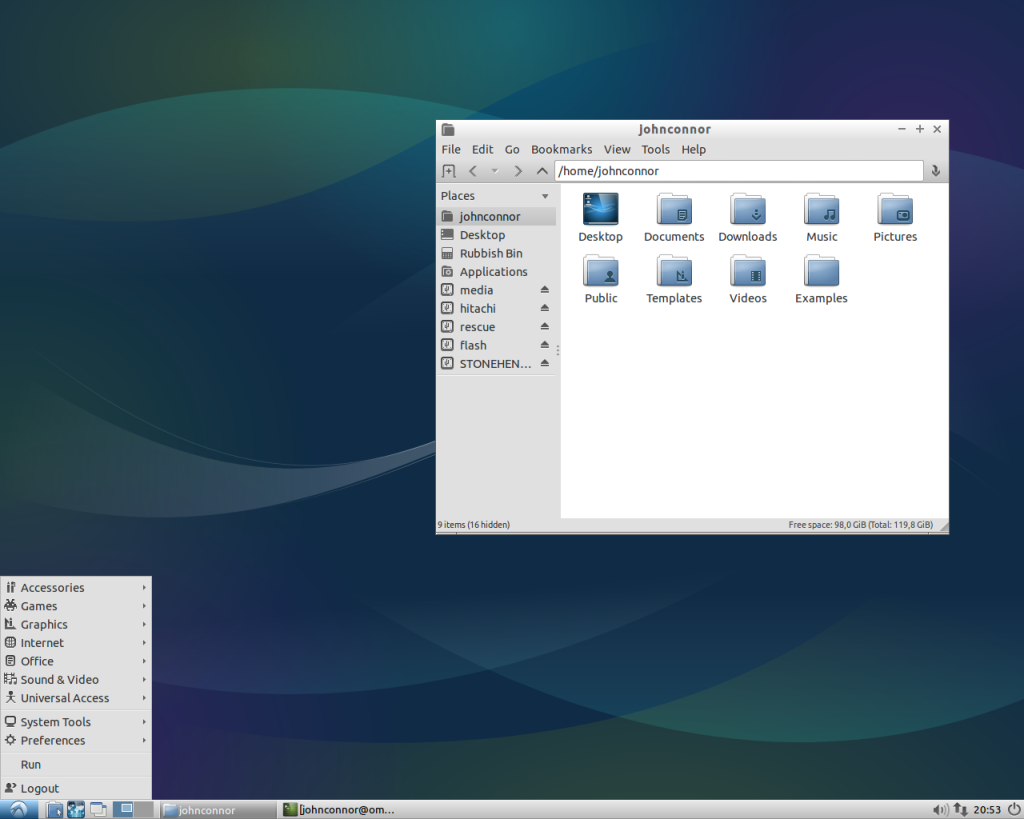 Johnconnor
File Edit Go Bookmarks View Tools Help
/home/johnconnor
Places
johnconnor
Desktop
Rubbish Bin
Applications
media
hitachi
rescue
flash
STONEHEN...
Desktop Documents Downloads Music Pictures
Public Templates Videos Examples
9 items (16 hidden) Free space: 98,0 GiB (Total: 119,8 GiB)
Accessories
Games
Graphics
Internet
Office
Sound & Video
Universal Access
System Tools
Preferences
Run
Logout
johnconnor [johnconnor@om... 20:53